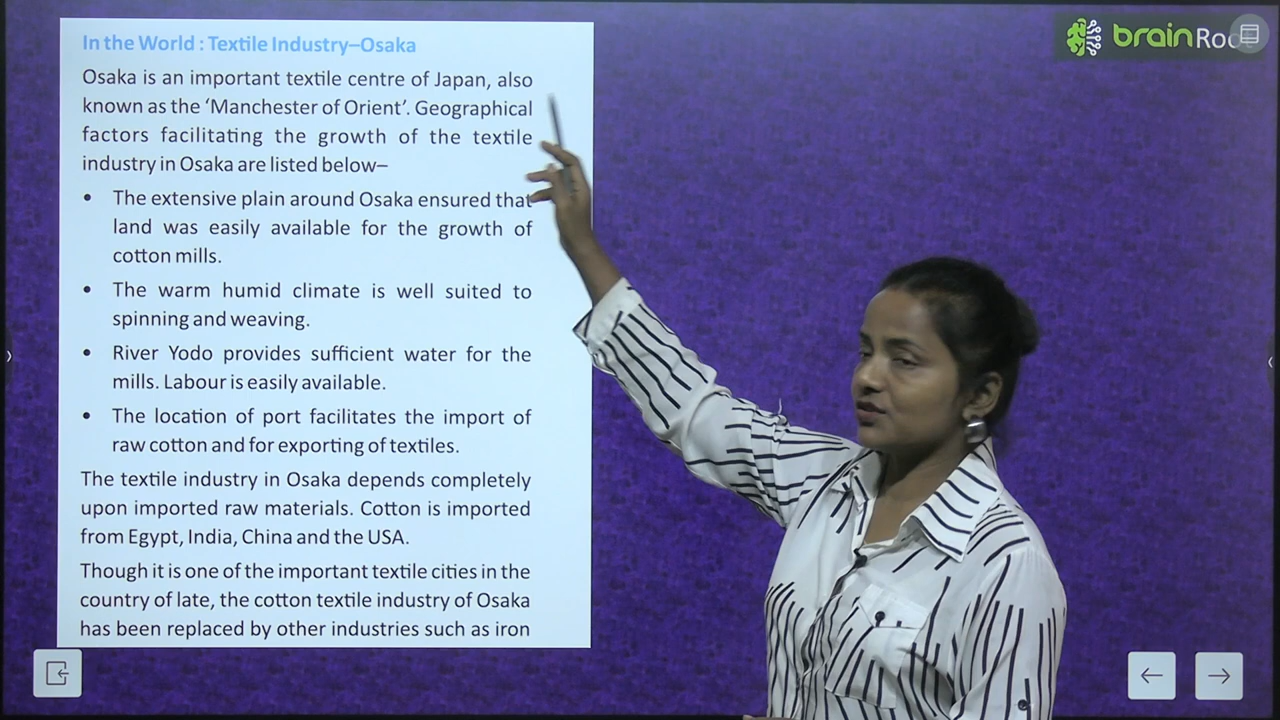 In the World : Textile Industry–Osaka
Osaka is an important textile centre of Japan, also
known as the ‘Manchester of Orient’. Geographical
factors facilitating the growth of the textile
industry in Osaka are listed below–
• The extensive plain around Osaka ensured that
land was easily available for the growth of
cotton mills.
• The warm humid climate is well suited to
spinning and weaving.
• River Yodo provides sufficient water for the
mills. Labour is easily available.
• The location of port facilitates the import of
raw cotton and for exporting of textiles.
The textile industry in Osaka depends completely
upon imported raw materials. Cotton is imported
from Egypt, India, China and the USA.
Though it is one of the important textile cities in the
country of late, the cotton textile industry of Osaka
has been replaced by other industries such as iron
brain